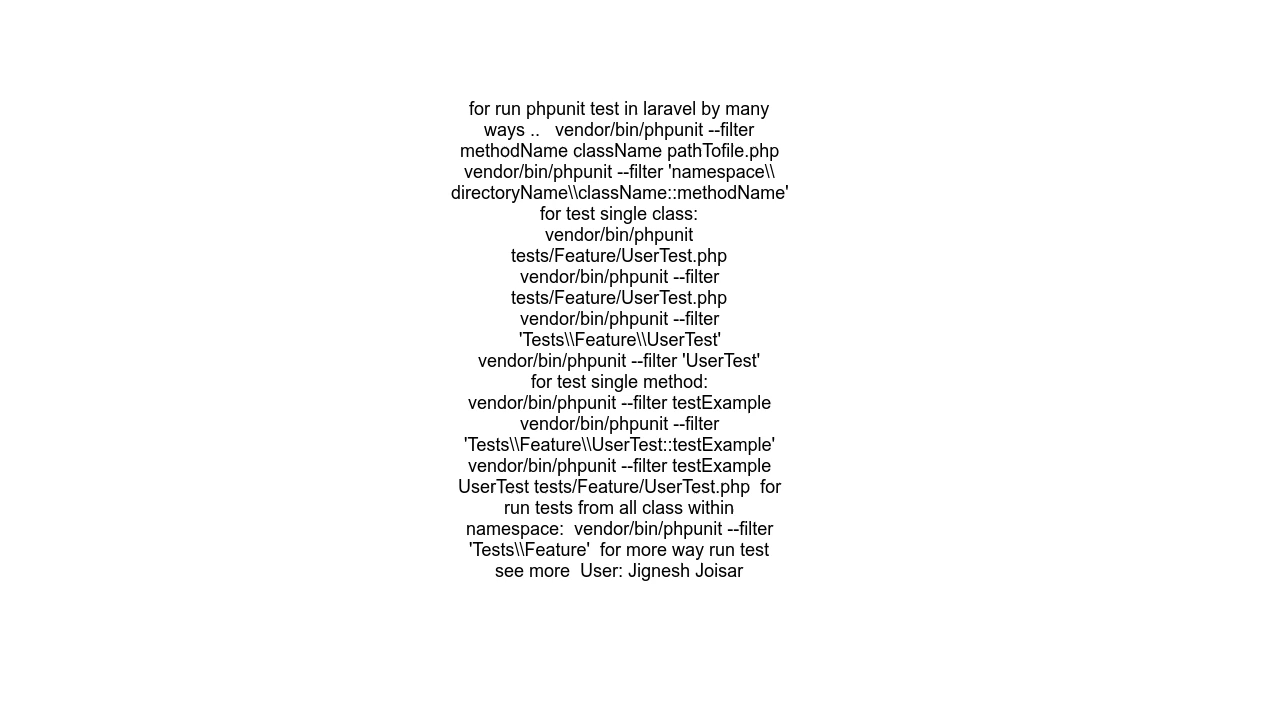 for run phpunit test in laravel by many
ways ..   vendor/bin/phpunit --filter
methodName className pathTofile.php
vendor/bin/phpunit --filter 'namespace\\
directoryName\\className::methodName'
for test single class:
vendor/bin/phpunit
tests/Feature/UserTest.php
vendor/bin/phpunit --filter
tests/Feature/UserTest.php
vendor/bin/phpunit --filter
'Tests\\Feature\\UserTest'
vendor/bin/phpunit --filter 'UserTest'
for test single method:
vendor/bin/phpunit --filter testExample
vendor/bin/phpunit --filter
'Tests\\Feature\\UserTest::testExample'
vendor/bin/phpunit --filter testExample
UserTest tests/Feature/UserTest.php  for
run tests from all class within
namespace:  vendor/bin/phpunit --filter
'Tests\\Feature'  for more way run test
see more  User: Jignesh Joisar